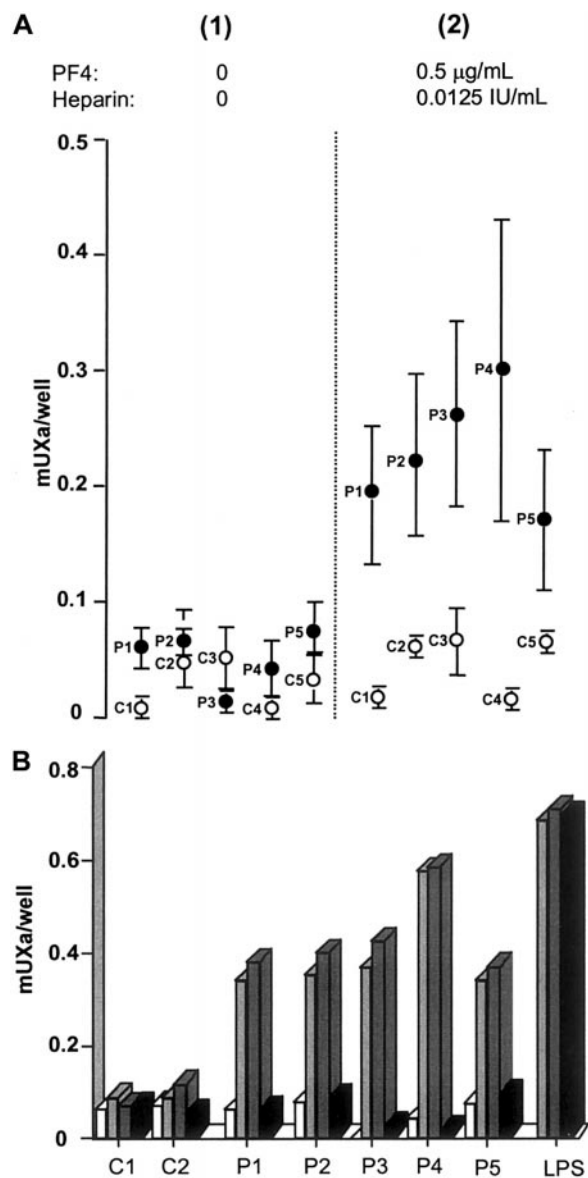 A (1) (2)
PF4: 0 0.5 µg/mL
Heparin: 0 0.0125 IU/mL
mUXa/well
0.5
0.4
0.3
0.2
0.1
0
P1
C1
P2
C2
C3
P3
P4
C4
P5
C5
P1
C1
P2
C2
P3
C3
P4
C4
P5
C5
B
mUXa/well
0.8
0.6
0.4
0.2
0
C1 C2 P1 P2 P3 P4 P5 LPS